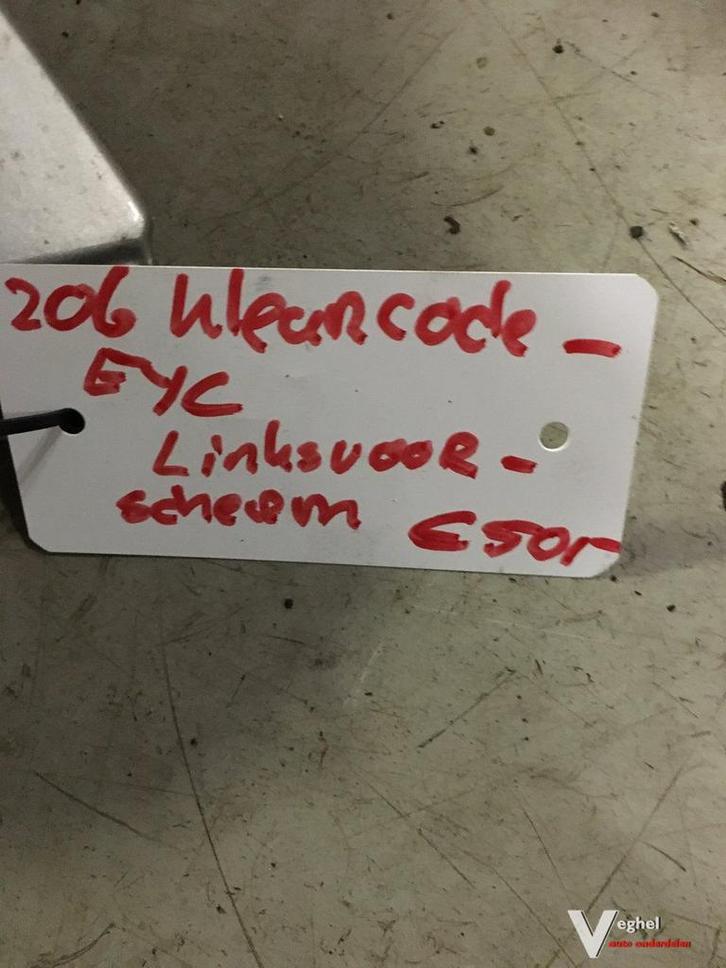 206 kleurcode -
EYC
Linksvoor -
scherm €50,-
Veghel
auto onderdelen